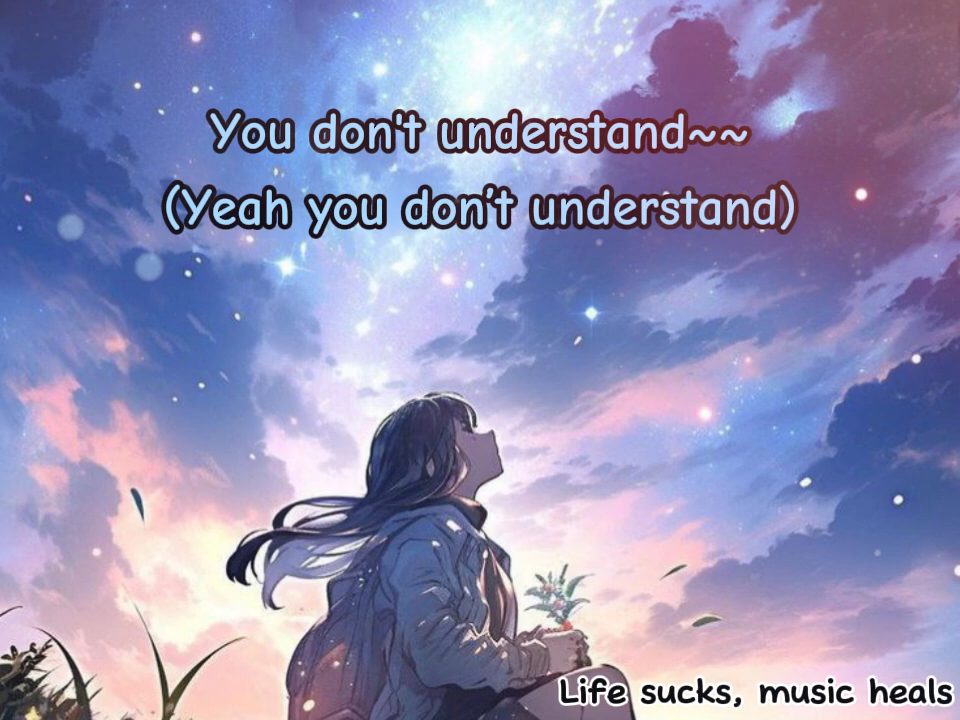 You don't understand~~
(Yeah you don’t understand)
Life sucks, music heals